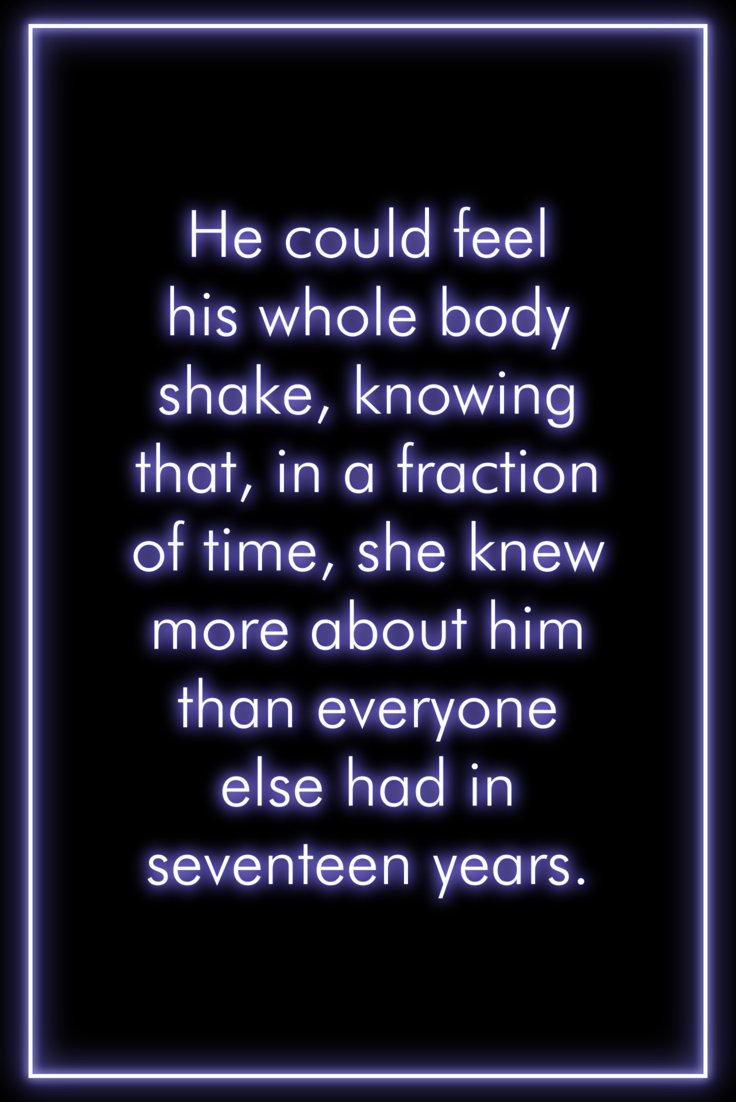 He could feel
his whole body
shake, knowing
that, in a fraction
of time, she knew
more about him
than everyone
else had in
seventeen years.